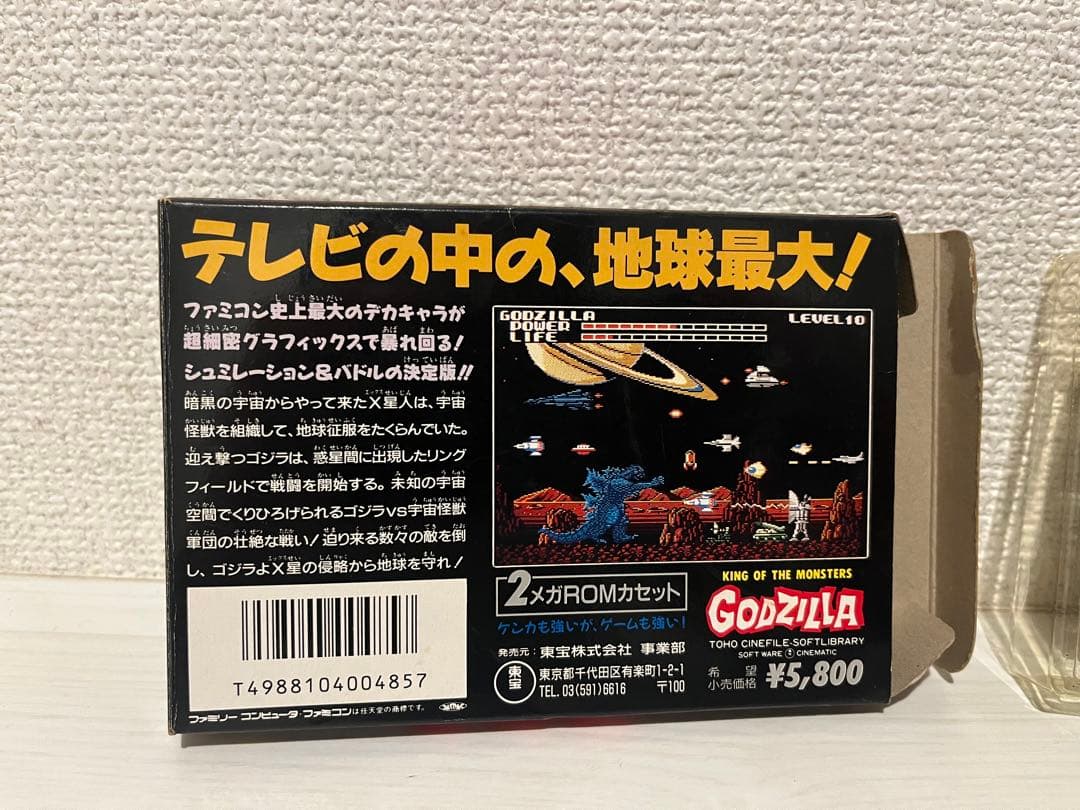 テレビの中の、地球最大!
ファミコン史上最大のデカキャラが
超細密グラフィックスで暴れ回る!
シュミレーション&バドルの決定版!!
暗黒の宇宙からやって来たX星人は、宇宙
怪獣を組織して、地球征服をたくらんでいた。
迎え撃つゴジラは、惑星間に出現したリング
フィールドで戦闘を開始する。未知の宇宙
空間でくりひろげられるゴジラvs宇宙怪獣
軍団の壮絶な戦い!迫り来る数々の敵を倒
し、ゴジラよX星の侵略から地球を守れ!
T4988104004857
ファミリーコンピュータ・ファミコンは任天堂の商標です。
GODZILLA
POWER
LIFE
LEVEL10
2メガROMカセット
ケンカも強いが、ゲームも強い!
発売元:東宝株式会社 事業部
東宝
東京都千代田区有楽町1-2-1
TEL.03(591)6616 〒100
KING OF THE MONSTERS
GODZILLA
TOHO CINEFILE-SOFTLIBRARY
SOFT WARE CINEMATIC
希望
小売価格 ¥5,800